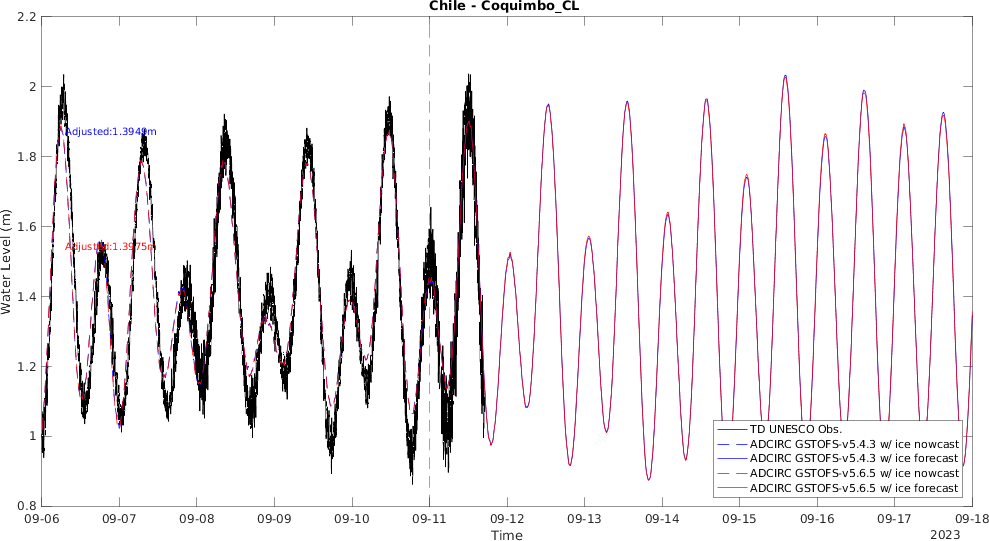 Chile - Coquimbo_CL
2.2
2
1.8
1.6
1.4
1.2
1
0.8
Water Level (m)
Adjusted:1.3949m
Adjusted:1.3975m
TD UNESCO Obs.
ADCIRC GSTOFS-v5.4.3 w/ ice nowcast
ADCIRC GSTOFS-v5.4.3 w/ ice forecast
ADCIRC GSTOFS-v5.6.5 w/ ice nowcast
ADCIRC GSTOFS-v5.6.5 w/ ice forecast
09-06 09-07 09-08 09-09 09-10 09-11 09-12 09-13 09-14 09-15 09-16 09-17 09-18
Time
2023